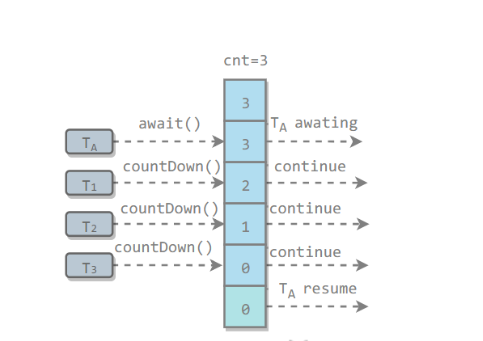 cnt=3
3
await()
T_A awating
T_A
3
countDown()
continue
T_1
2
countDown()
continue
T_2
1
countDown()
continue
T_3
0
T_A resume
0